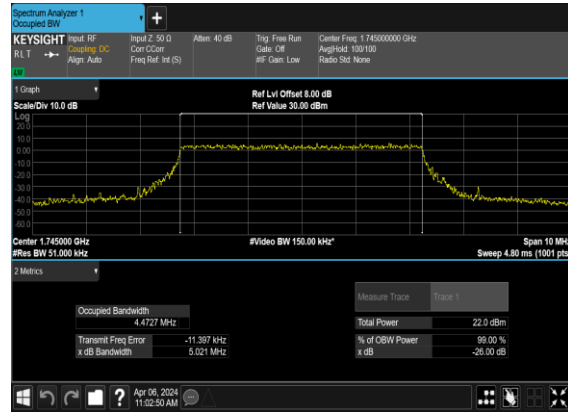 Spectrum Analyzer 1
Occupied BW
KEYSIGHT Input: RF Input Z: 50 Ω Atten: 40 dB Trig: Free Run Center Freq: 1.745000000 GHz
RLT Coupling: DC Corr CCorr Gate: Off Avg|Hold: 100/100
Align: Auto Freq Ref: Int (S) #IF Gain: Low Radio Std: None
LW
1 Graph
Ref Lvl Offset 8.00 dB
Scale/Div 10.0 dB Ref Value 30.00 dBm
Log
20.0
10.0
0.00
-10.0
-20.0
-30.0
-40.0
-50.0
-60.0
Center 1.745000 GHz #Video BW 150.00 kHz* Span 10 MHz
#Res BW 51.000 kHz Sweep 4.80 ms (1001 pts
2 Metrics
Measure Trace Trace 1
Occupied Bandwidth
4.4727 MHz Total Power 22.0 dBm
Transmit Freq Error -11.397 kHz % of OBW Power 99.00 %
x dB Bandwidth 5.021 MHz x dB -26.00 dB
? Apr 06, 2024
11:02:50 AM